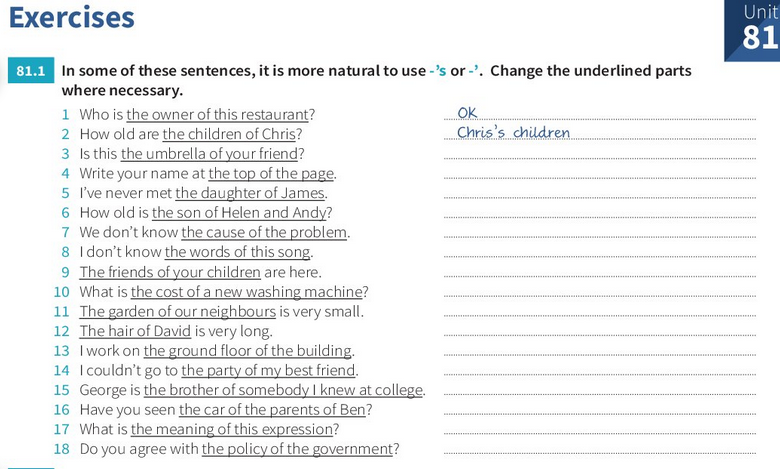 Exercises
Unit
81
81.1 In some of these sentences, it is more natural to use -’s or -’. Change the underlined parts
where necessary.
1 Who is the owner of this restaurant? OK
2 How old are the children of Chris? Chris’s children
3 Is this the umbrella of your friend?
4 Write your name at the top of the page.
5 I’ve never met the daughter of James.
6 How old is the son of Helen and Andy?
7 We don’t know the cause of the problem.
8 I don’t know the words of this song.
9 The friends of your children are here.
10 What is the cost of a new washing machine?
11 The garden of our neighbours is very small.
12 The hair of David is very long.
13 I work on the ground floor of the building.
14 I couldn’t go to the party of my best friend.
15 George is the brother of somebody I knew at college.
16 Have you seen the car of the parents of Ben?
17 What is the meaning of this expression?
18 Do you agree with the policy of the government?